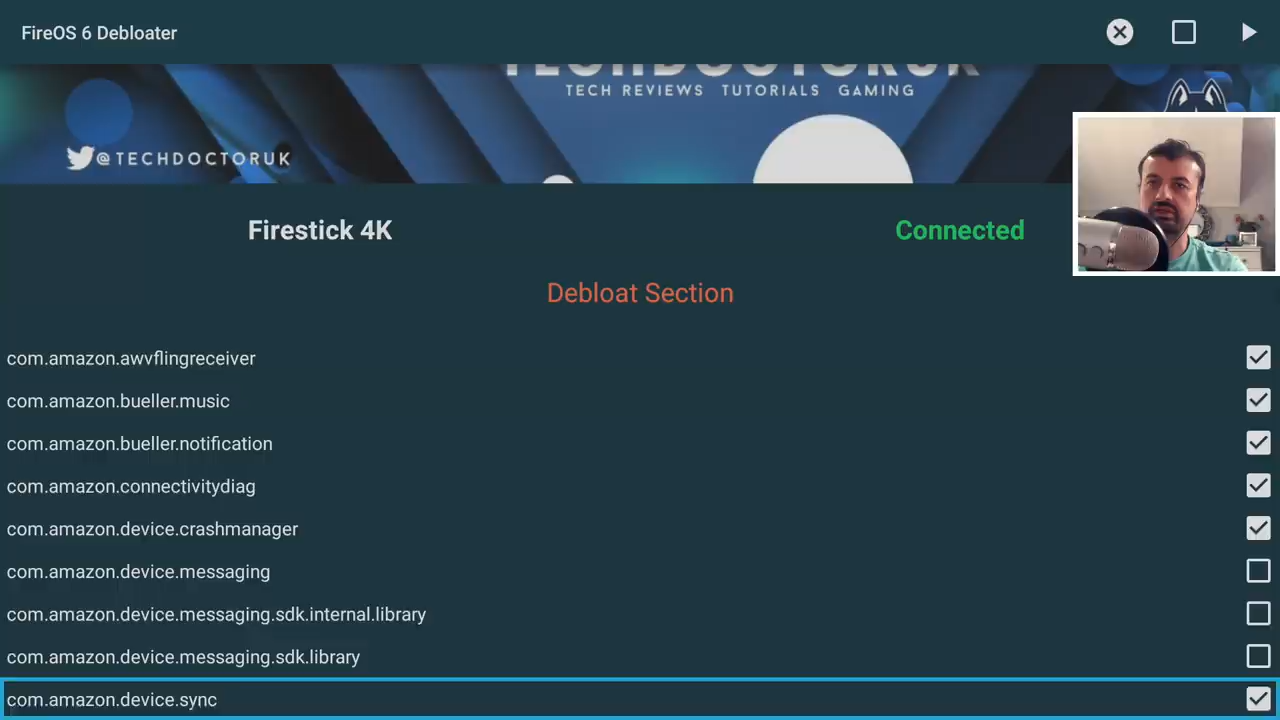 FireOS 6 Debloater
TECHDOCTORUK
TECH REVIEWS TUTORIALS GAMING
@TECHDOCTORUK
Firestick 4K
Connected
Debloat Section
com.amazon.awvflingreceiver
com.amazon.bueller.music
com.amazon.bueller.notification
com.amazon.connectivitydiag
com.amazon.device.crashmanager
com.amazon.device.messaging
com.amazon.device.messaging.sdk.internal.library
com.amazon.device.messaging.sdk.library
com.amazon.device.sync